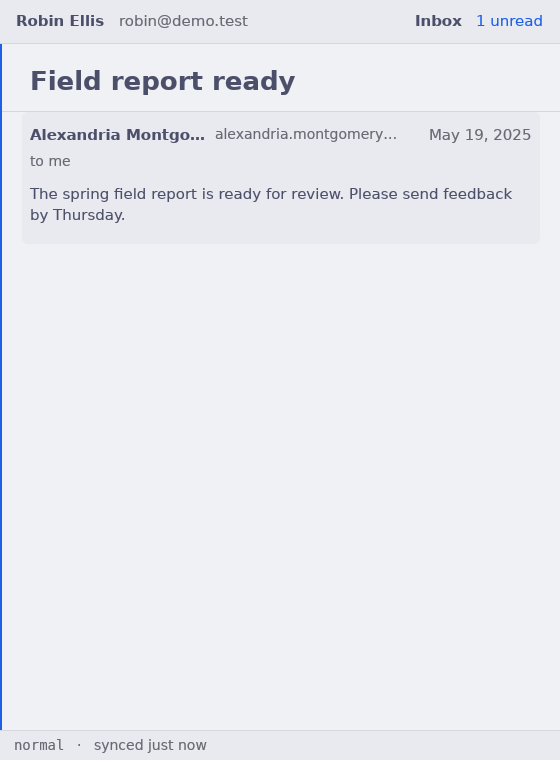 Robin Ellis robin@demo.test Inbox 1 unread
Field report ready
Alexandria Montgo… alexandria.montgomery… May 19, 2025
to me
The spring field report is ready for review. Please send feedback
by Thursday.
normal · synced just now